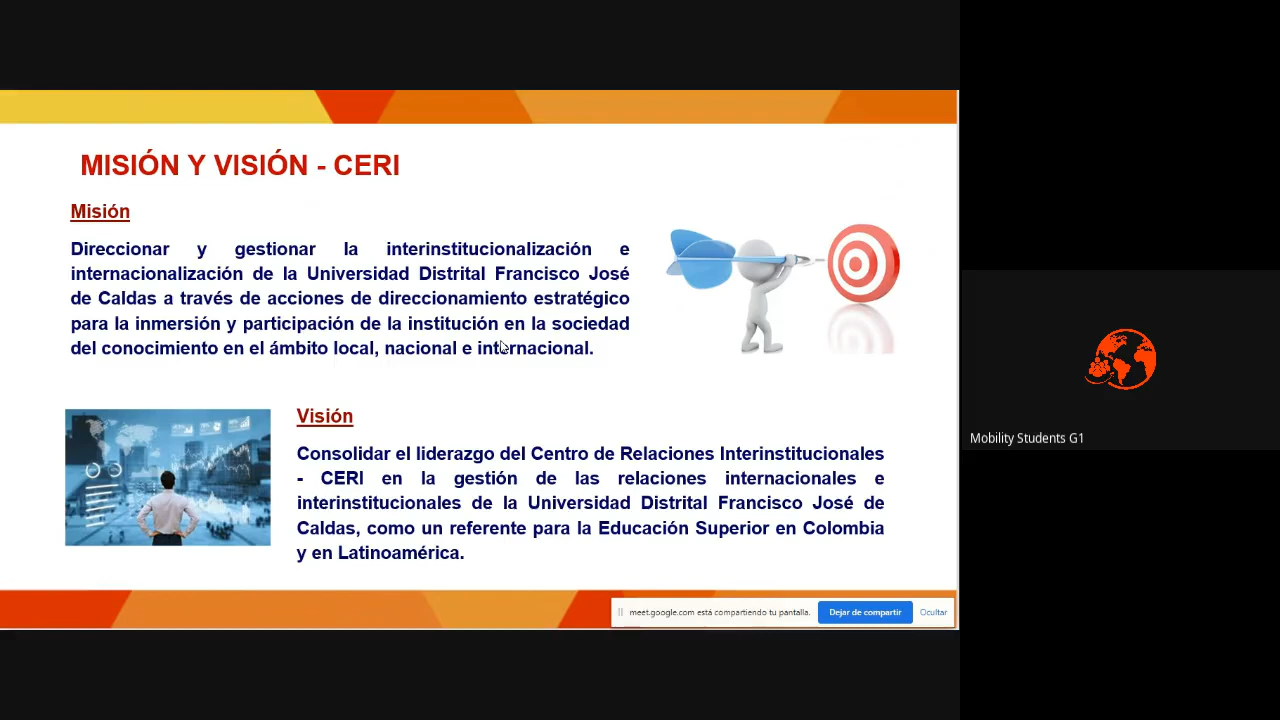 MISIÓN Y VISIÓN - CERI
Misión
Direccionar y gestionar la interinstitucionalización e
internacionalización de la Universidad Distrital Francisco José
de Caldas a través de acciones de direccionamiento estratégico
para la inmersión y participación de la institución en la sociedad
del conocimiento en el ámbito local, nacional e internacional.
Visión
Consolidar el liderazgo del Centro de Relaciones Interinstitucionales
- CERI en la gestión de las relaciones internacionales e
interinstitucionales de la Universidad Distrital Francisco José de
Caldas, como un referente para la Educación Superior en Colombia
y en Latinoamérica.
meet.google.com está compartiendo tu pantalla.
Dejar de compartir
Ocultar
Mobility Students G1